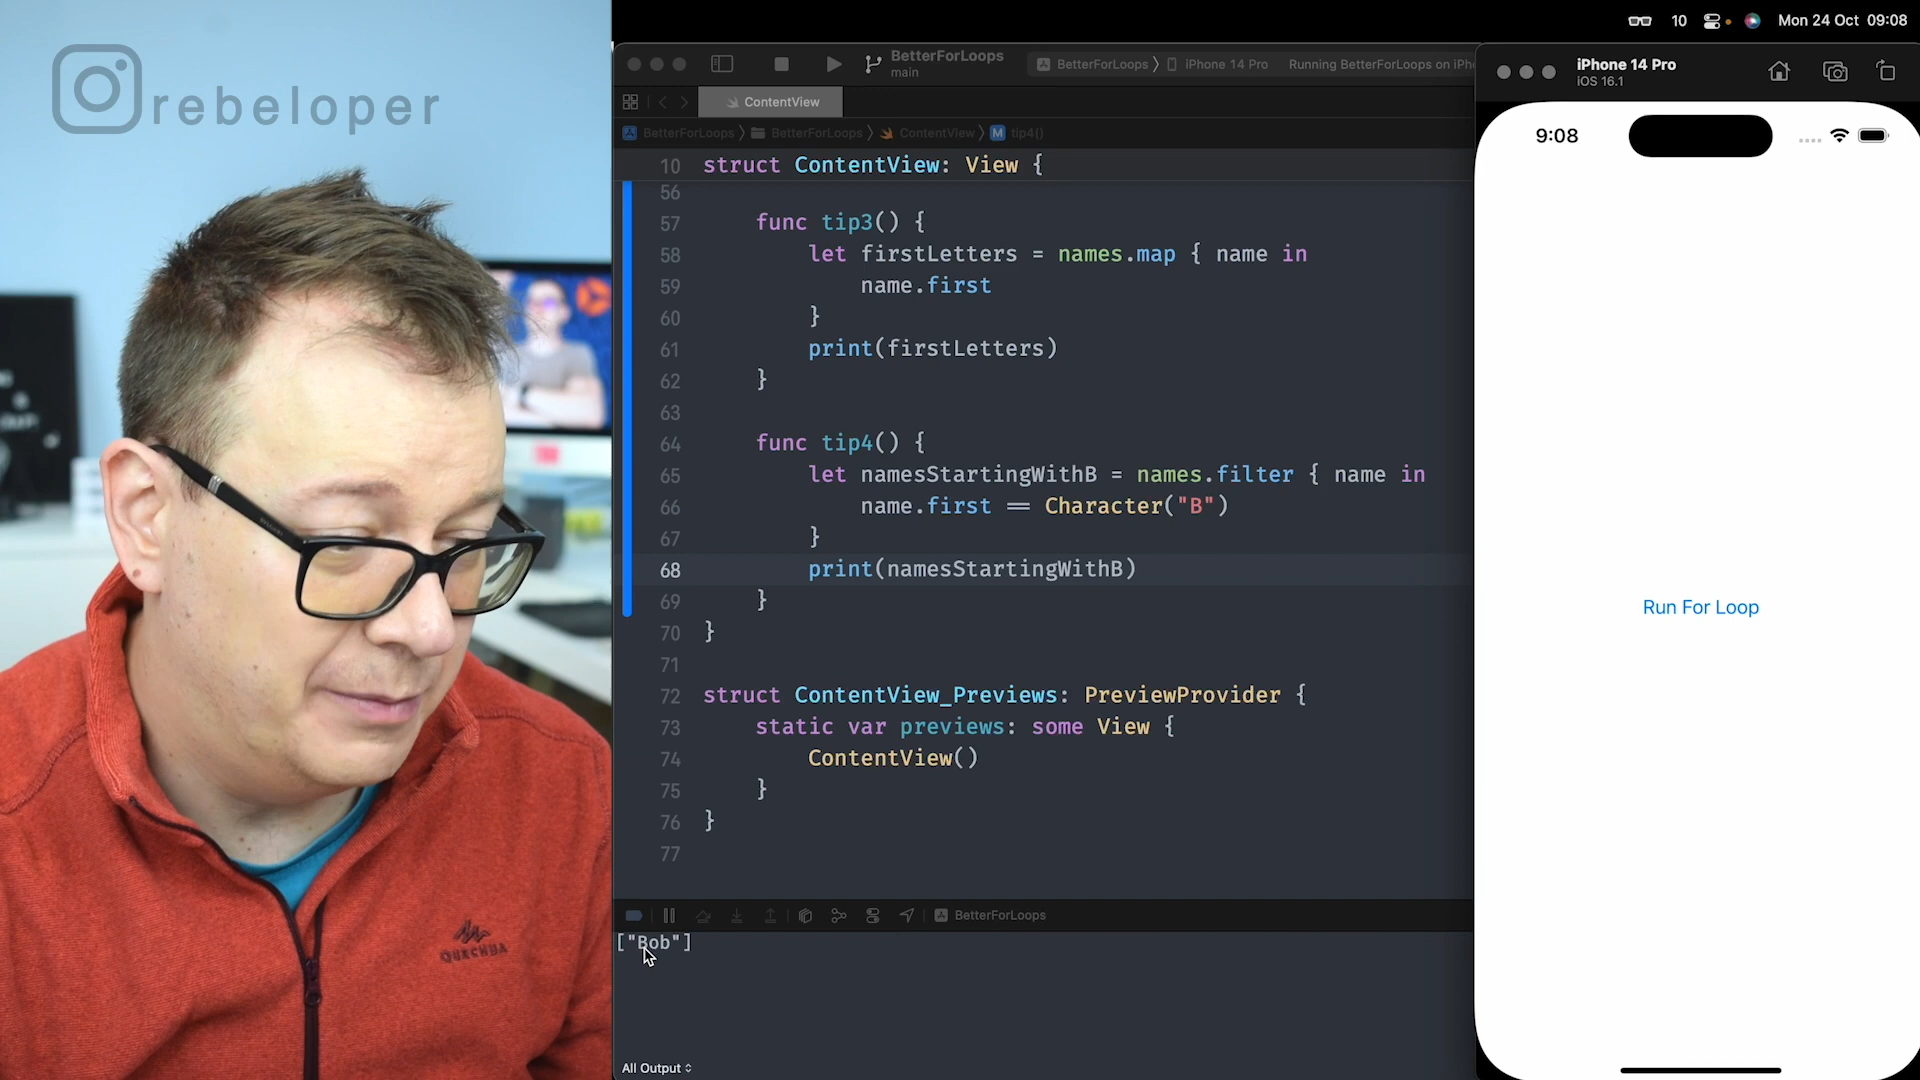 rebeloper
10
Mon 24 Oct 09:08
BetterForLoops
main
BetterForLoops
iPhone 14 Pro
Running BetterForLoops on iPh
ContentView
BetterForLoops
BetterForLoops
ContentView
M
tip4()
10 struct ContentView: View {
56
57 func tip3() {
58 let firstLetters = names.map { name in
59 name.first
60 }
61 print(firstLetters)
62 }
63
64 func tip4() {
65 let namesStartingWithB = names.filter { name in
66 name.first == Character("B")
67 }
68 print(namesStartingWithB)
69 }
70 }
71
72 struct ContentView_Previews: PreviewProvider {
73 static var previews: some View {
74 ContentView()
75 }
76 }
77
BetterForLoops
["Bob"]
All Output
iPhone 14 Pro
iOS 16.1
9:08
Run For Loop
QUECHUA